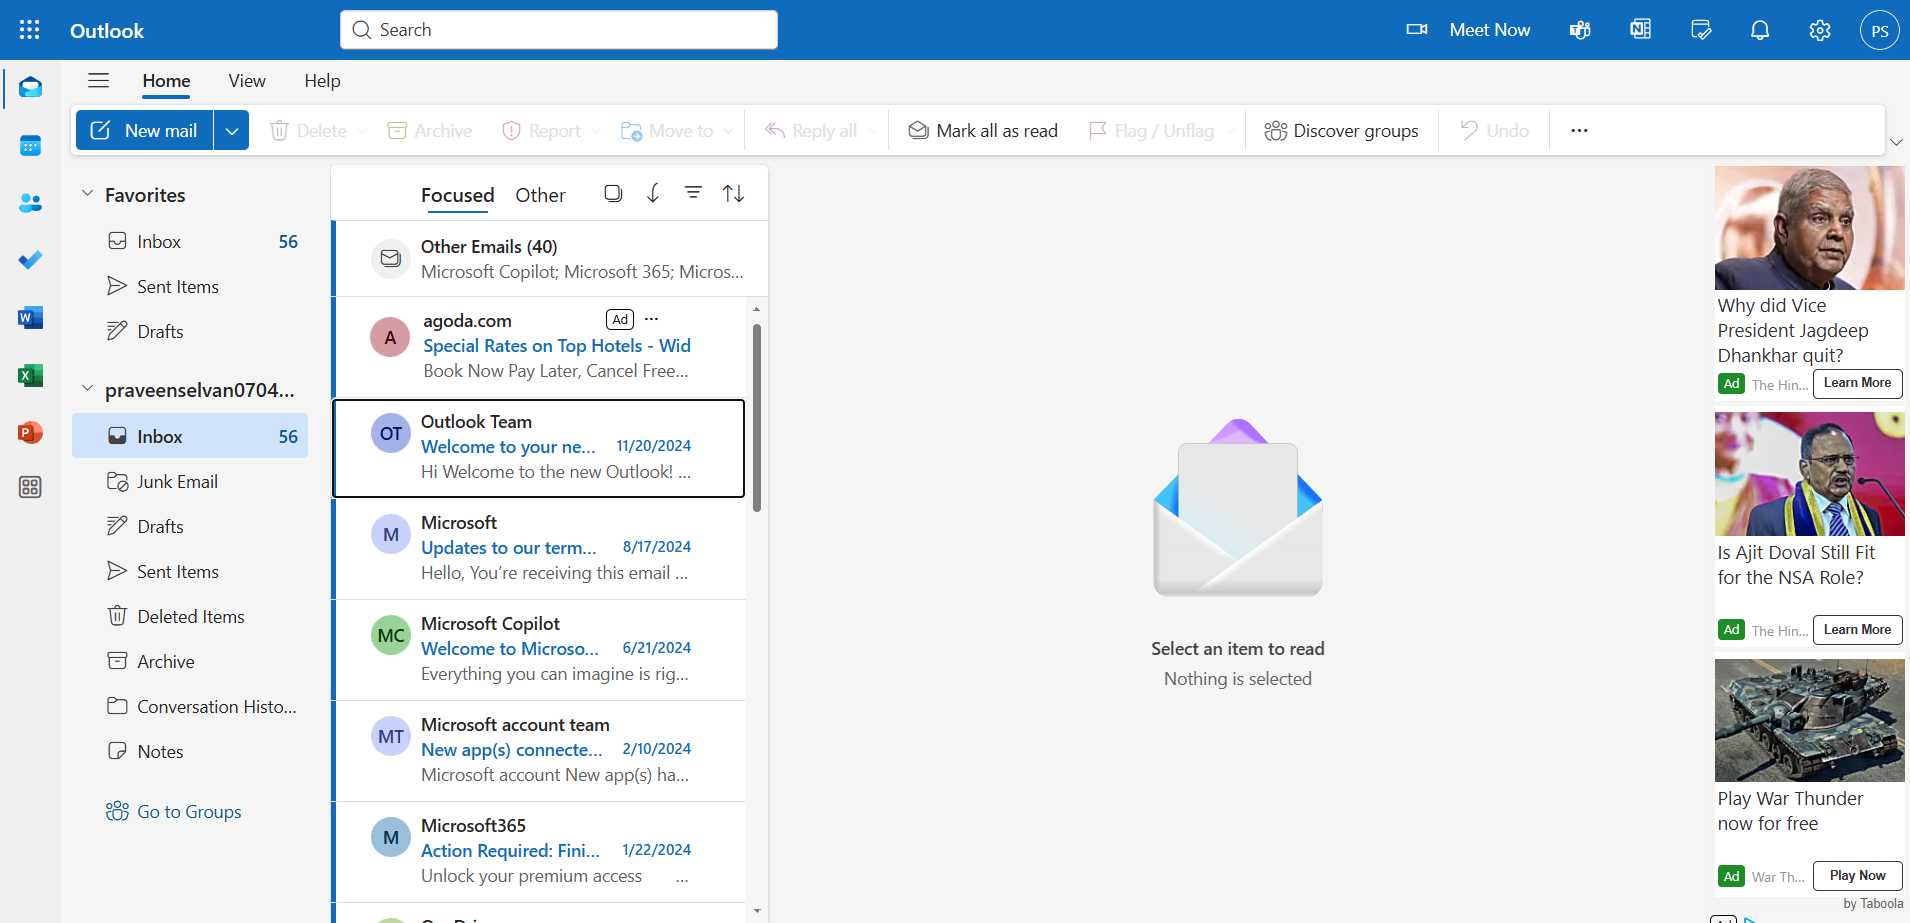 Outlook
Search
Meet Now
PS
Home View Help
New mail Delete Archive Report Move to Reply all Mark all as read Flag / Unflag Discover groups Undo ...
Favorites
Inbox 56
Sent Items
Drafts
praveenselvan0704...
Inbox 56
Junk Email
Drafts
Sent Items
Deleted Items
Archive
Conversation Histo...
Notes
Go to Groups
Focused Other
Other Emails (40)
Microsoft Copilot; Microsoft 365; Micros...
A
agoda.com Ad ...
Special Rates on Top Hotels - Wid
Book Now Pay Later, Cancel Free...
OT
Outlook Team
Welcome to your ne... 11/20/2024
Hi Welcome to the new Outlook! ...
M
Microsoft
Updates to our term... 8/17/2024
Hello, You’re receiving this email ...
MC
Microsoft Copilot
Welcome to Microso... 6/21/2024
Everything you can imagine is rig...
MT
Microsoft account team
New app(s) connecte... 2/10/2024
Microsoft account New app(s) ha...
M
Microsoft365
Action Required: Fini... 1/22/2024
Unlock your premium access ...
Select an item to read
Nothing is selected
Why did Vice
President Jagdeep
Dhankhar quit?
Ad The Hin... Learn More
Is Ajit Doval Still Fit
for the NSA Role?
Ad The Hin... Learn More
Play War Thunder
now for free
Ad War Th... Play Now
by Taboola